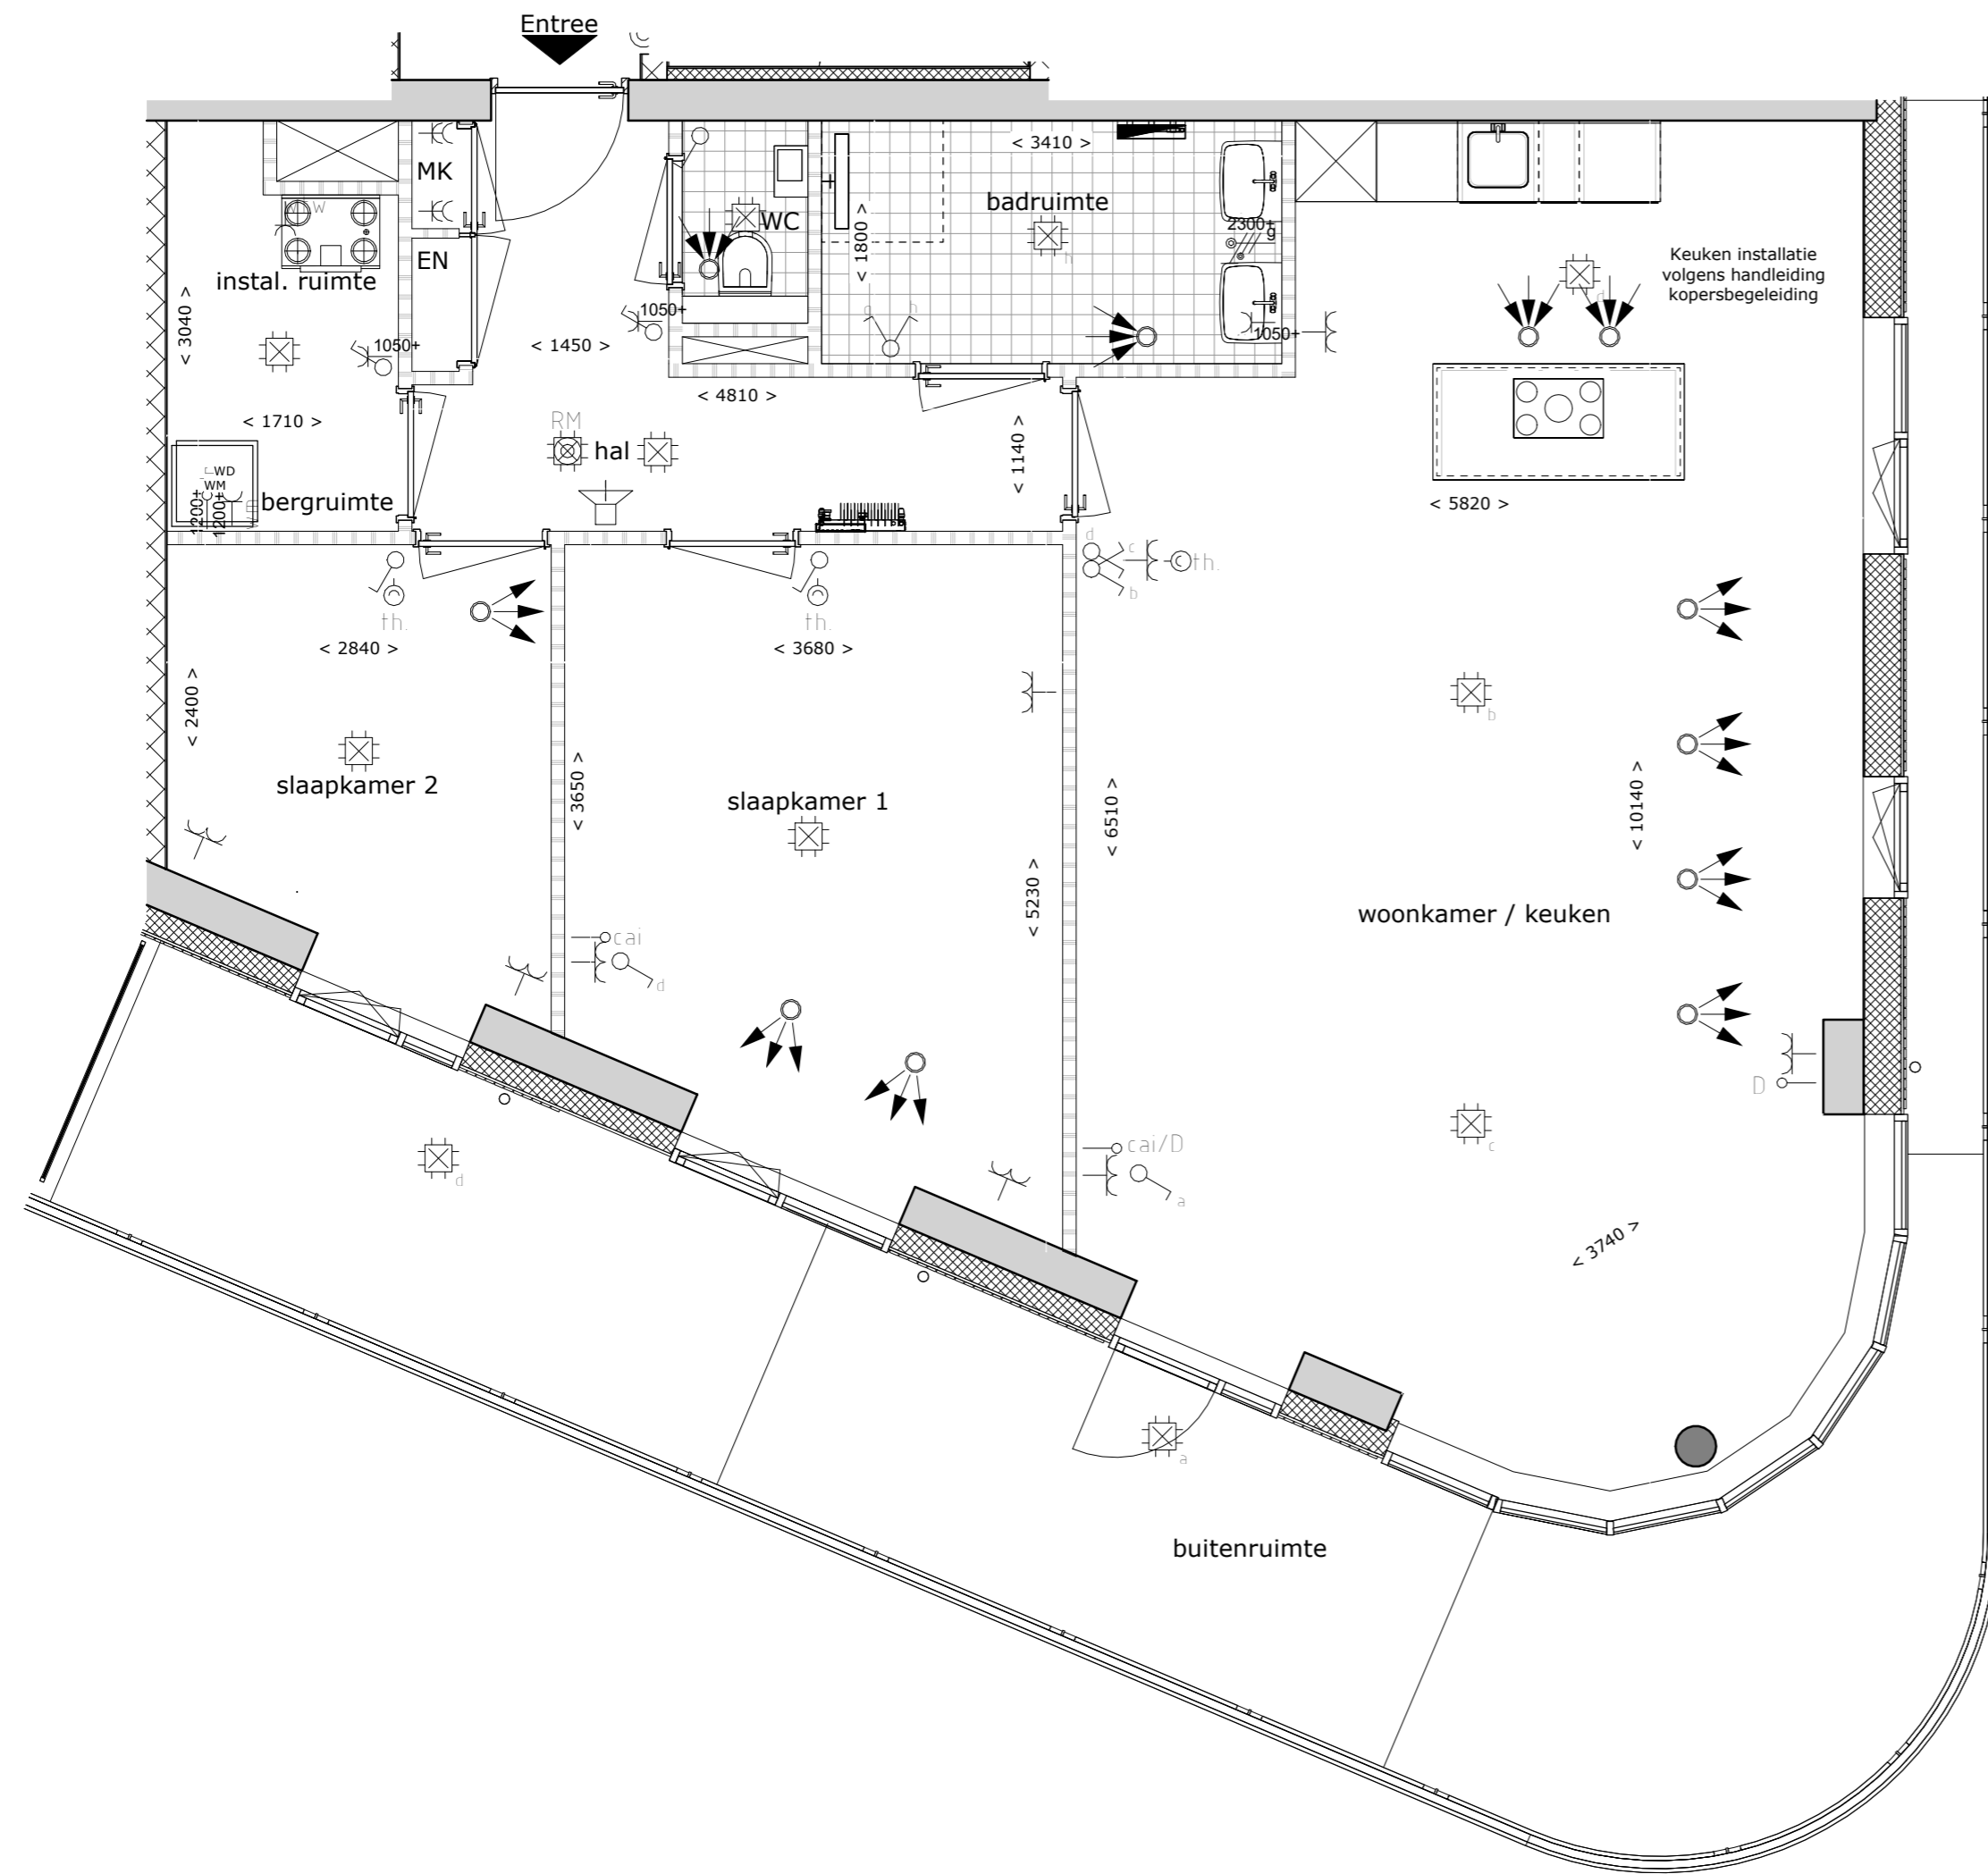 Entree
MK
< 3410 >
badruimte
WC
< 1800 >
2300+
g
EN
instal. ruimte
W
h
Keuken installatie
volgens handleiding
kopersbegeleiding
d
< 3040 >
1050+
1050+
g
h
1050+
< 1450 >
< 1710 >
< 4810 >
RM
hal
< 1140 >
WD
WM
1200+
1200+
bergruimte
< 5820 >
d
c
b
th.
th.
th.
< 2840 >
< 3680 >
< 2400 >
b
slaapkamer 2
< 3650 >
slaapkamer 1
< 6510 >
< 10140 >
< 5230 >
woonkamer / keuken
cai
d
D
cai/D
a
c
d
< 3740 >
a
buitenruimte